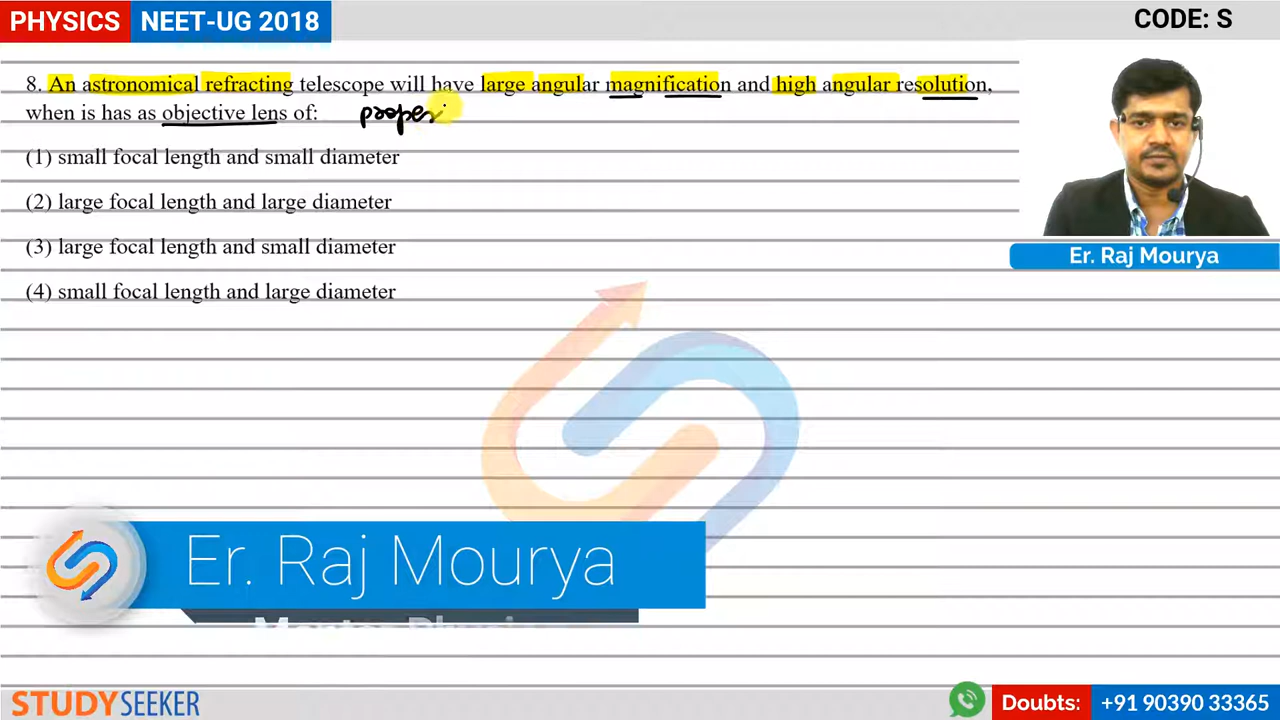 PHYSICS NEET-UG 2018 CODE: S
8. An astronomical refracting telescope will have large angular magnification and high angular resolution,
when is has as objective lens of:
(1) small focal length and small diameter
(2) large focal length and large diameter
(3) large focal length and small diameter
(4) small focal length and large diameter
Er. Raj Mourya
Er. Raj Mourya
STUDYSEEKER Doubts: +91 90390 33365